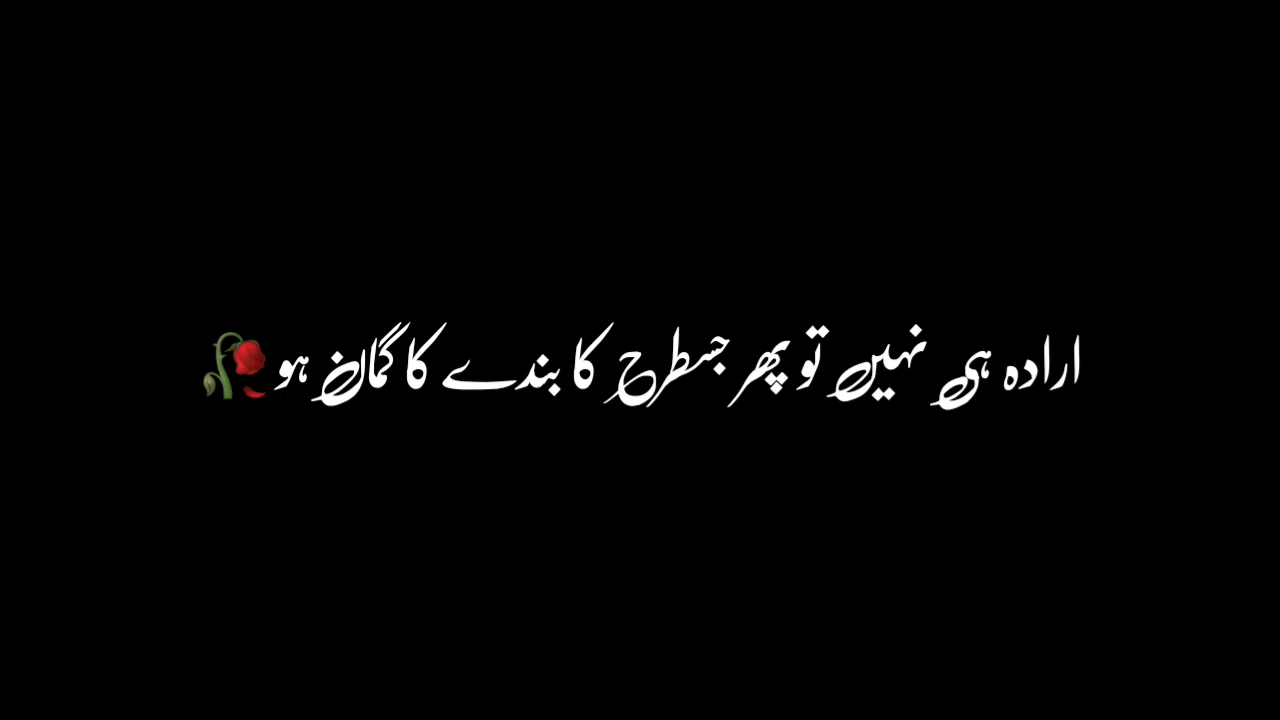 ارادہ ہی نہیں تو پھر جسطرح کا بندے کا گمان ہو🥀